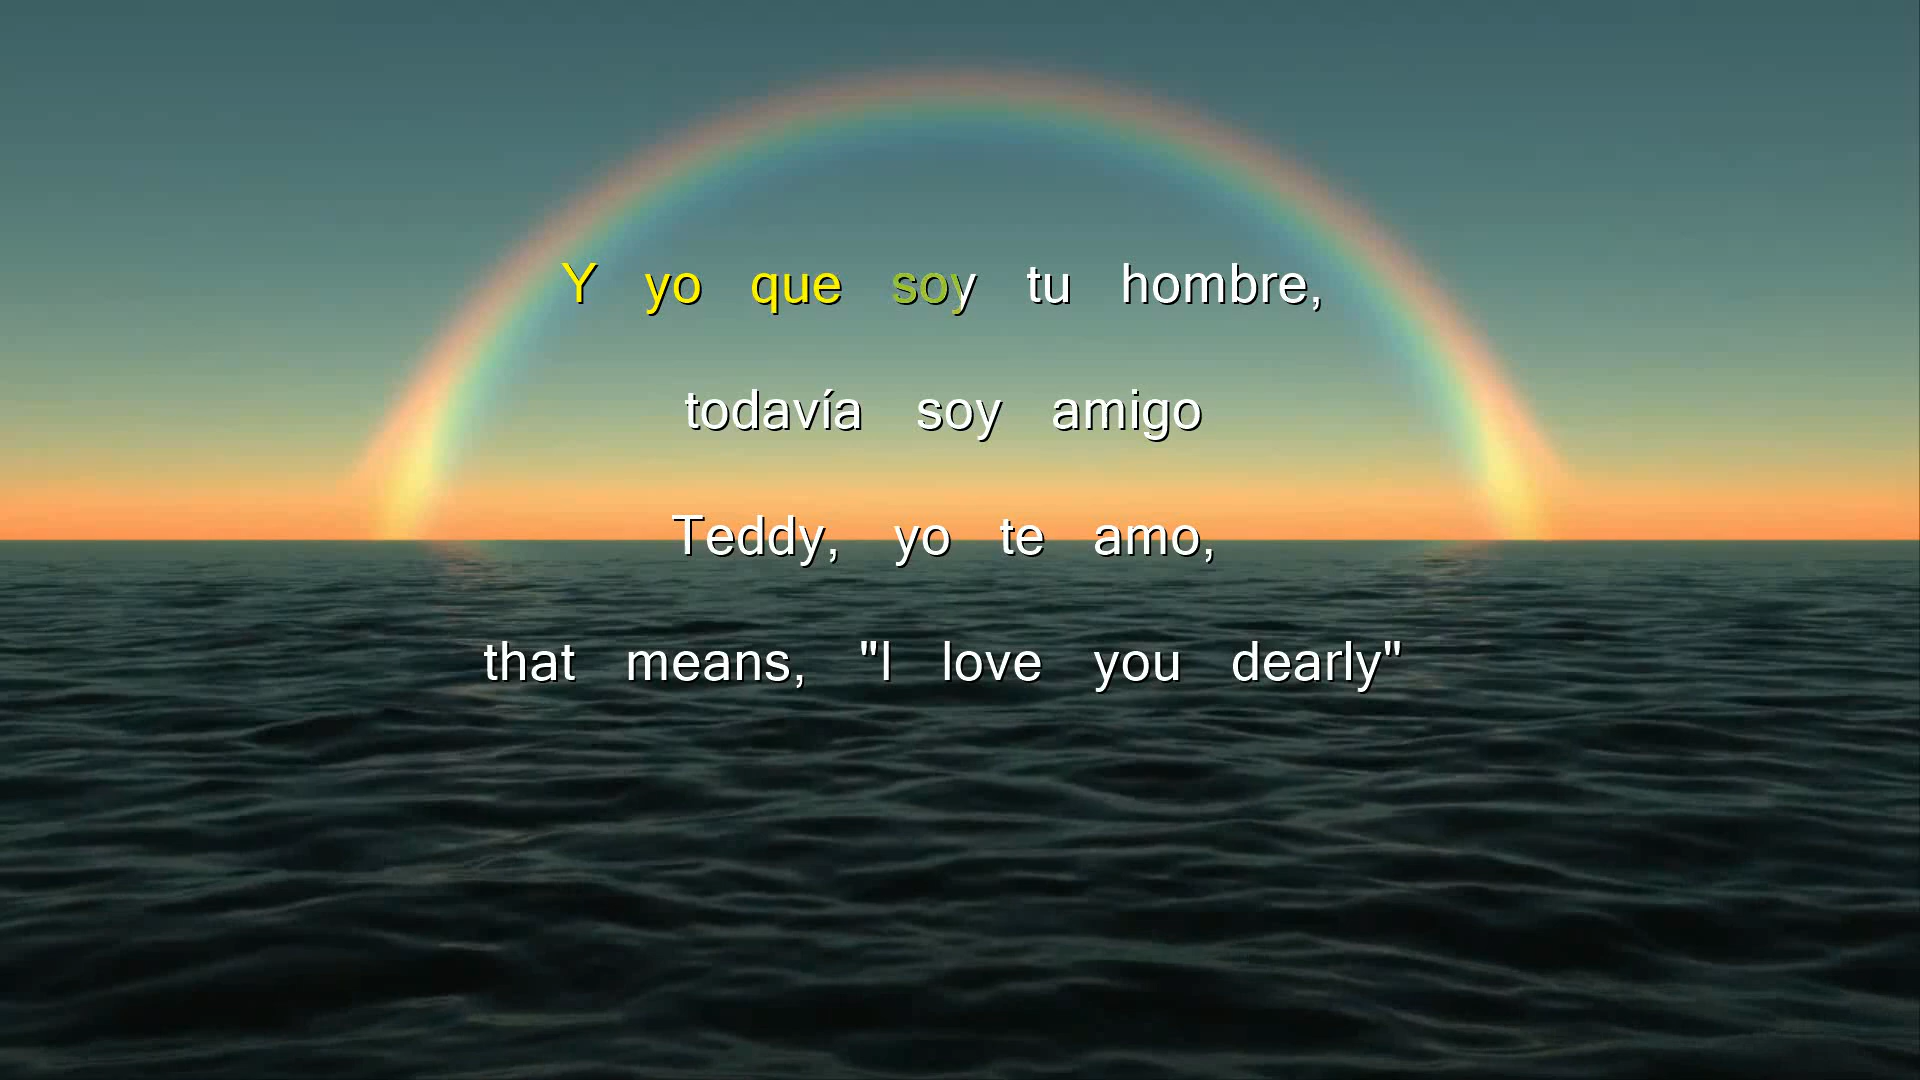 Y yo que soy tu hombre,
todavía soy amigo
Teddy, yo te amo,
that means, "I love you dearly"